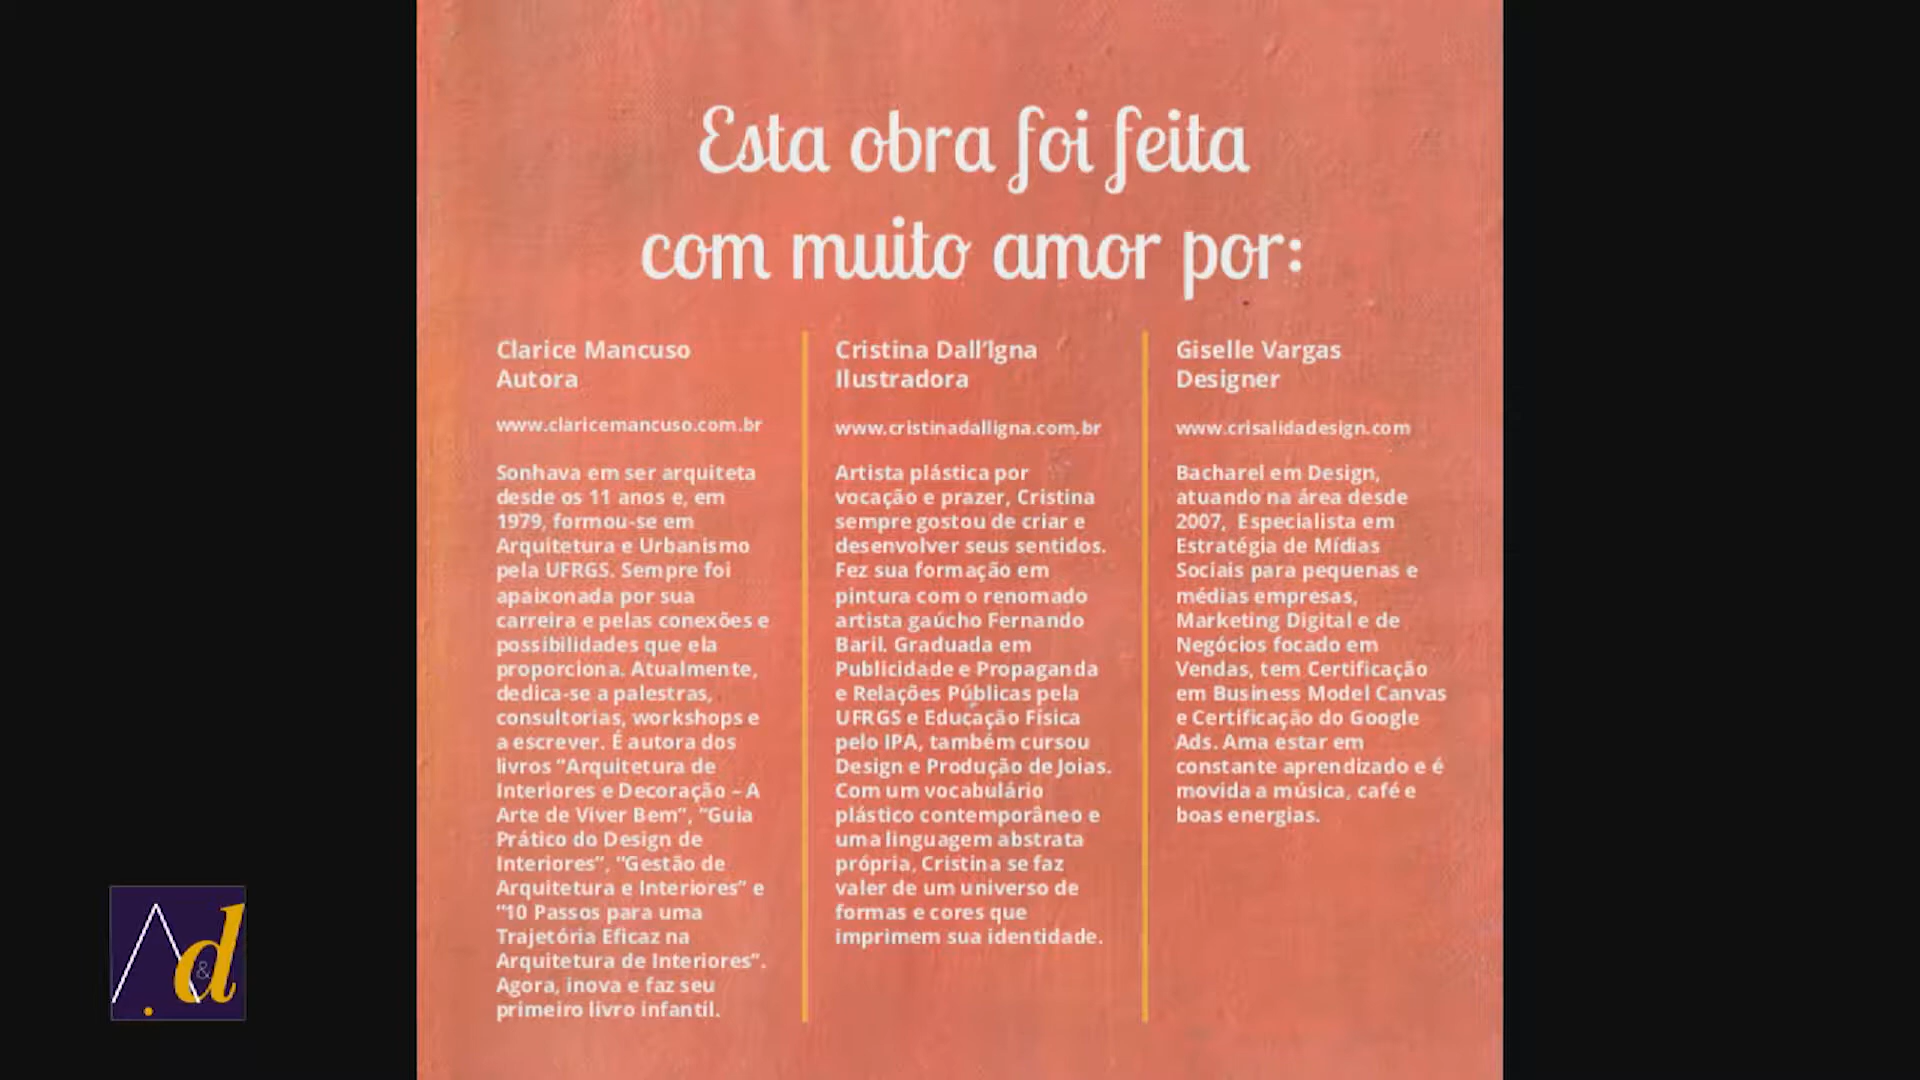 Esta obra foi feita
com muito amor por:
Clarice Mancuso
Autora
www.claricemancuso.com.br
Sonhava em ser arquiteta
desde os 11 anos e, em
1979, formou-se em
Arquitetura e Urbanismo
pela UFRGS. Sempre foi
apaixonada por sua
carreira e pelas conexões e
possibilidades que ela
proporciona. Atualmente,
dedica-se a palestras,
consultorias, workshops e
a escrever. É autora dos
livros "Arquitetura de
Interiores e Decoração – A
Arte de Viver Bem", "Guia
Prático do Design de
Interiores", "Gestão de
Arquitetura e Interiores" e
"10 Passos para uma
Trajetória Eficaz na
Arquitetura de Interiores".
Agora, inova e faz seu
primeiro livro infantil.
Cristina Dall'Igna
Ilustradora
www.cristinadalligna.com.br
Artista plástica por
vocação e prazer, Cristina
sempre gostou de criar e
desenvolver seus sentidos.
Fez sua formação em
pintura com o renomado
artista gaúcho Fernando
Baril. Graduada em
Publicidade e Propaganda
e Relações Públicas pela
UFRGS e Educação Física
pelo IPA, também cursou
Design e Produção de Joias.
Com um vocabulário
plástico contemporâneo e
uma linguagem abstrata
própria, Cristina se faz
valer de um universo de
formas e cores que
imprimem sua identidade.
Giselle Vargas
Designer
www.crisalidadesign.com
Bacharel em Design,
atuando na área desde
2007, Especialista em
Estratégia de Mídias
Sociais para pequenas e
médias empresas,
Marketing Digital e de
Negócios focado em
Vendas, tem Certificação
em Business Model Canvas
e Certificação do Google
Ads. Ama estar em
constante aprendizado e é
movida a música, café e
boas energias.
A&d